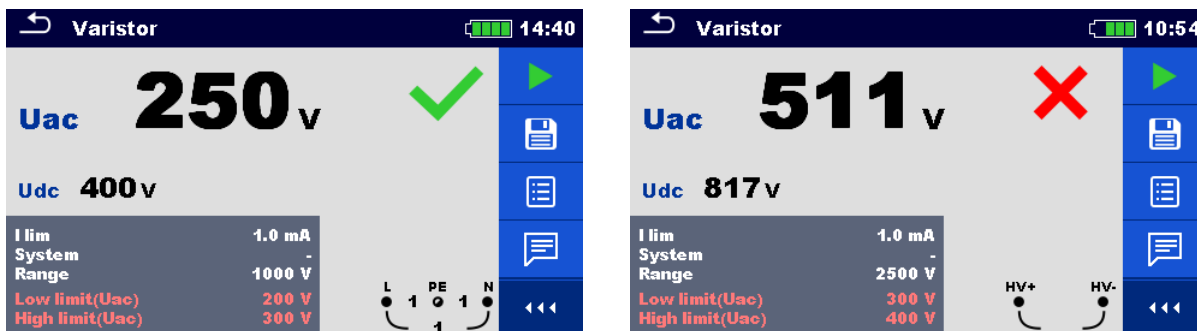 Varistor 14:40
Uac 250 V
Udc 400 V
I lim 1.0 mA
System -
Range 1000 V
Low limit(Uac) 200 V
High limit(Uac) 300 V
L PE N
1 1
1
Varistor 10:54
Uac 511 V
Udc 817 V
I lim 1.0 mA
System -
Range 2500 V
Low limit(Uac) 300 V
High limit(Uac) 400 V
HV+ HV-